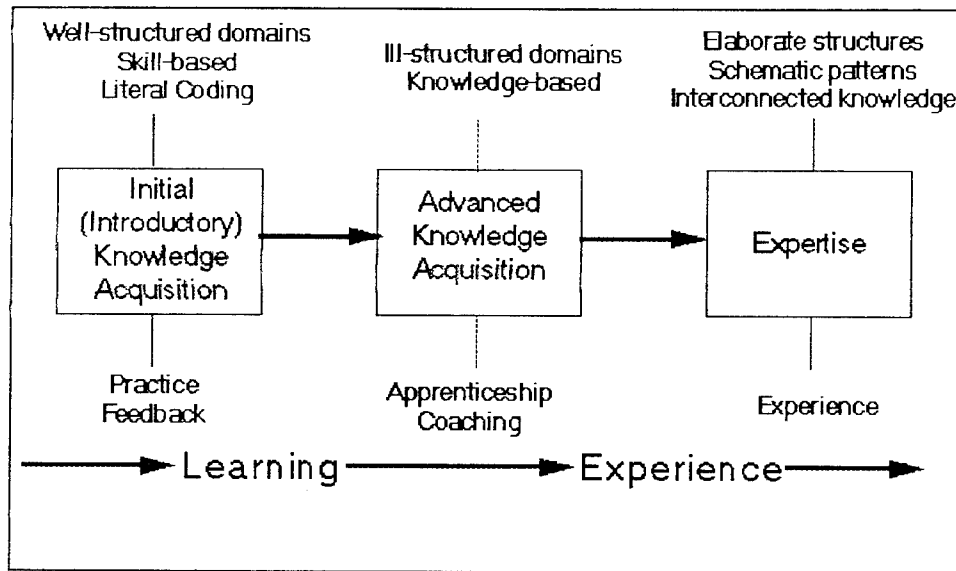 Well-structured domains
Skill-based
Literal Coding
Ill-structured domains
Knowledge-based
Elaborate structures
Schematic patterns
Interconnected knowledge
Initial
(Introductory)
Knowledge
Acquisition
Advanced
Knowledge
Acquisition
Expertise
Practice
Feedback
Apprenticeship
Coaching
Experience
Learning
Experience